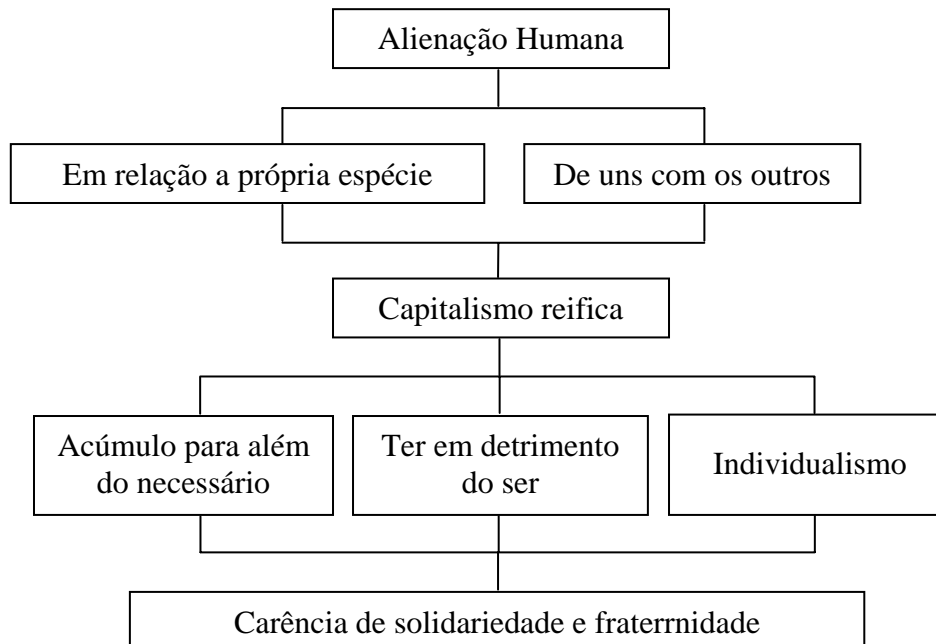 Alienação Humana
Em relação a própria espécie
De uns com os outros
Capitalismo reifica
Acúmulo para além
do necessário
Ter em detrimento
do ser
Individualismo
Carência de solidariedade e fraterrnidade